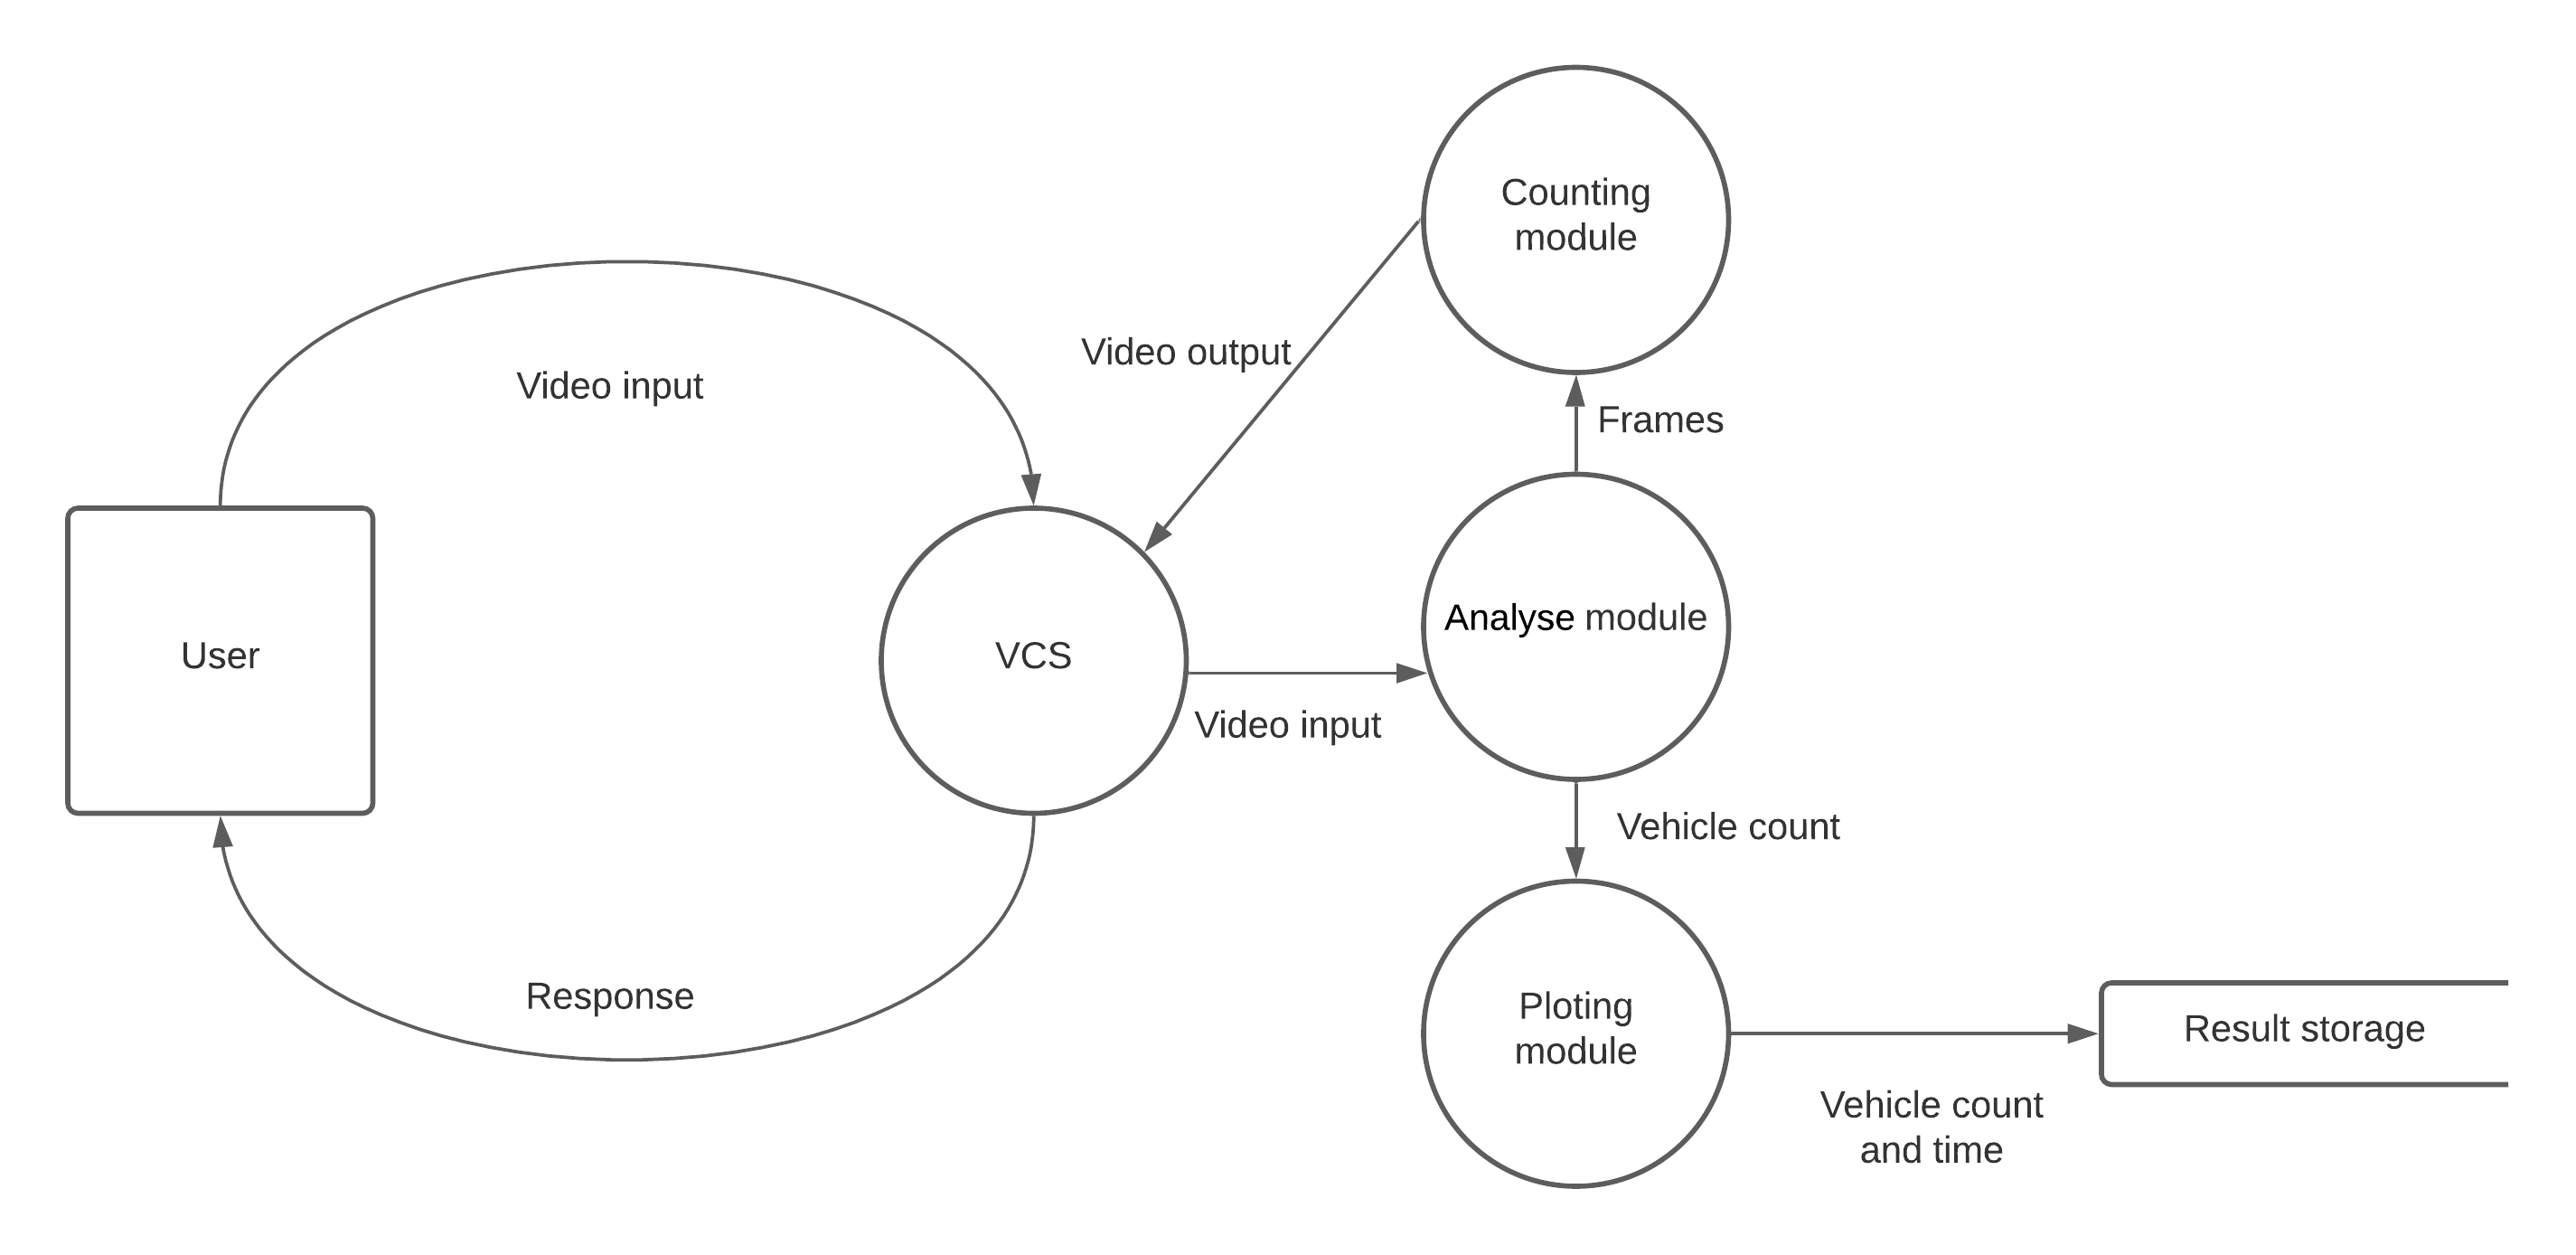 Counting
module
Video output
Video input
Frames
Analyse module
User
VCS
Video input
Vehicle count
Response
Ploting
module
Result storage
Vehicle count
and time